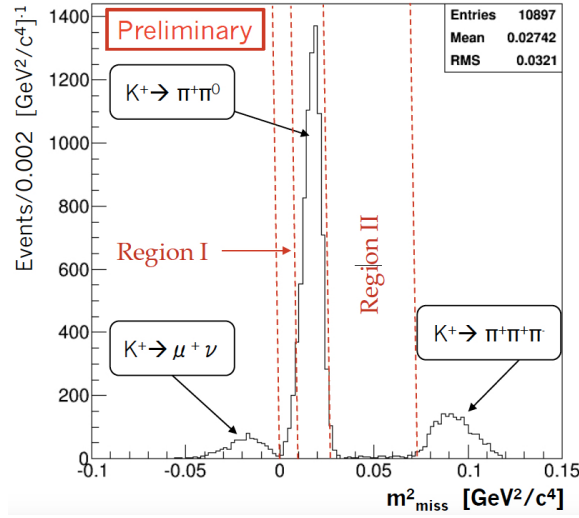 Preliminary
Entries 10897
Mean 0.02742
RMS 0.0321
Events/0.002 [GeV²/c⁴]⁻¹
1400
1200
1000
800
600
400
200
0
K⁺→ π⁺π⁰
Region I
Region II
K⁺→ μ⁺ν
K⁺→ π⁺π⁺π⁻
-0.1
-0.05
0
0.05
0.1
0.15
m²miss [GeV²/c⁴]